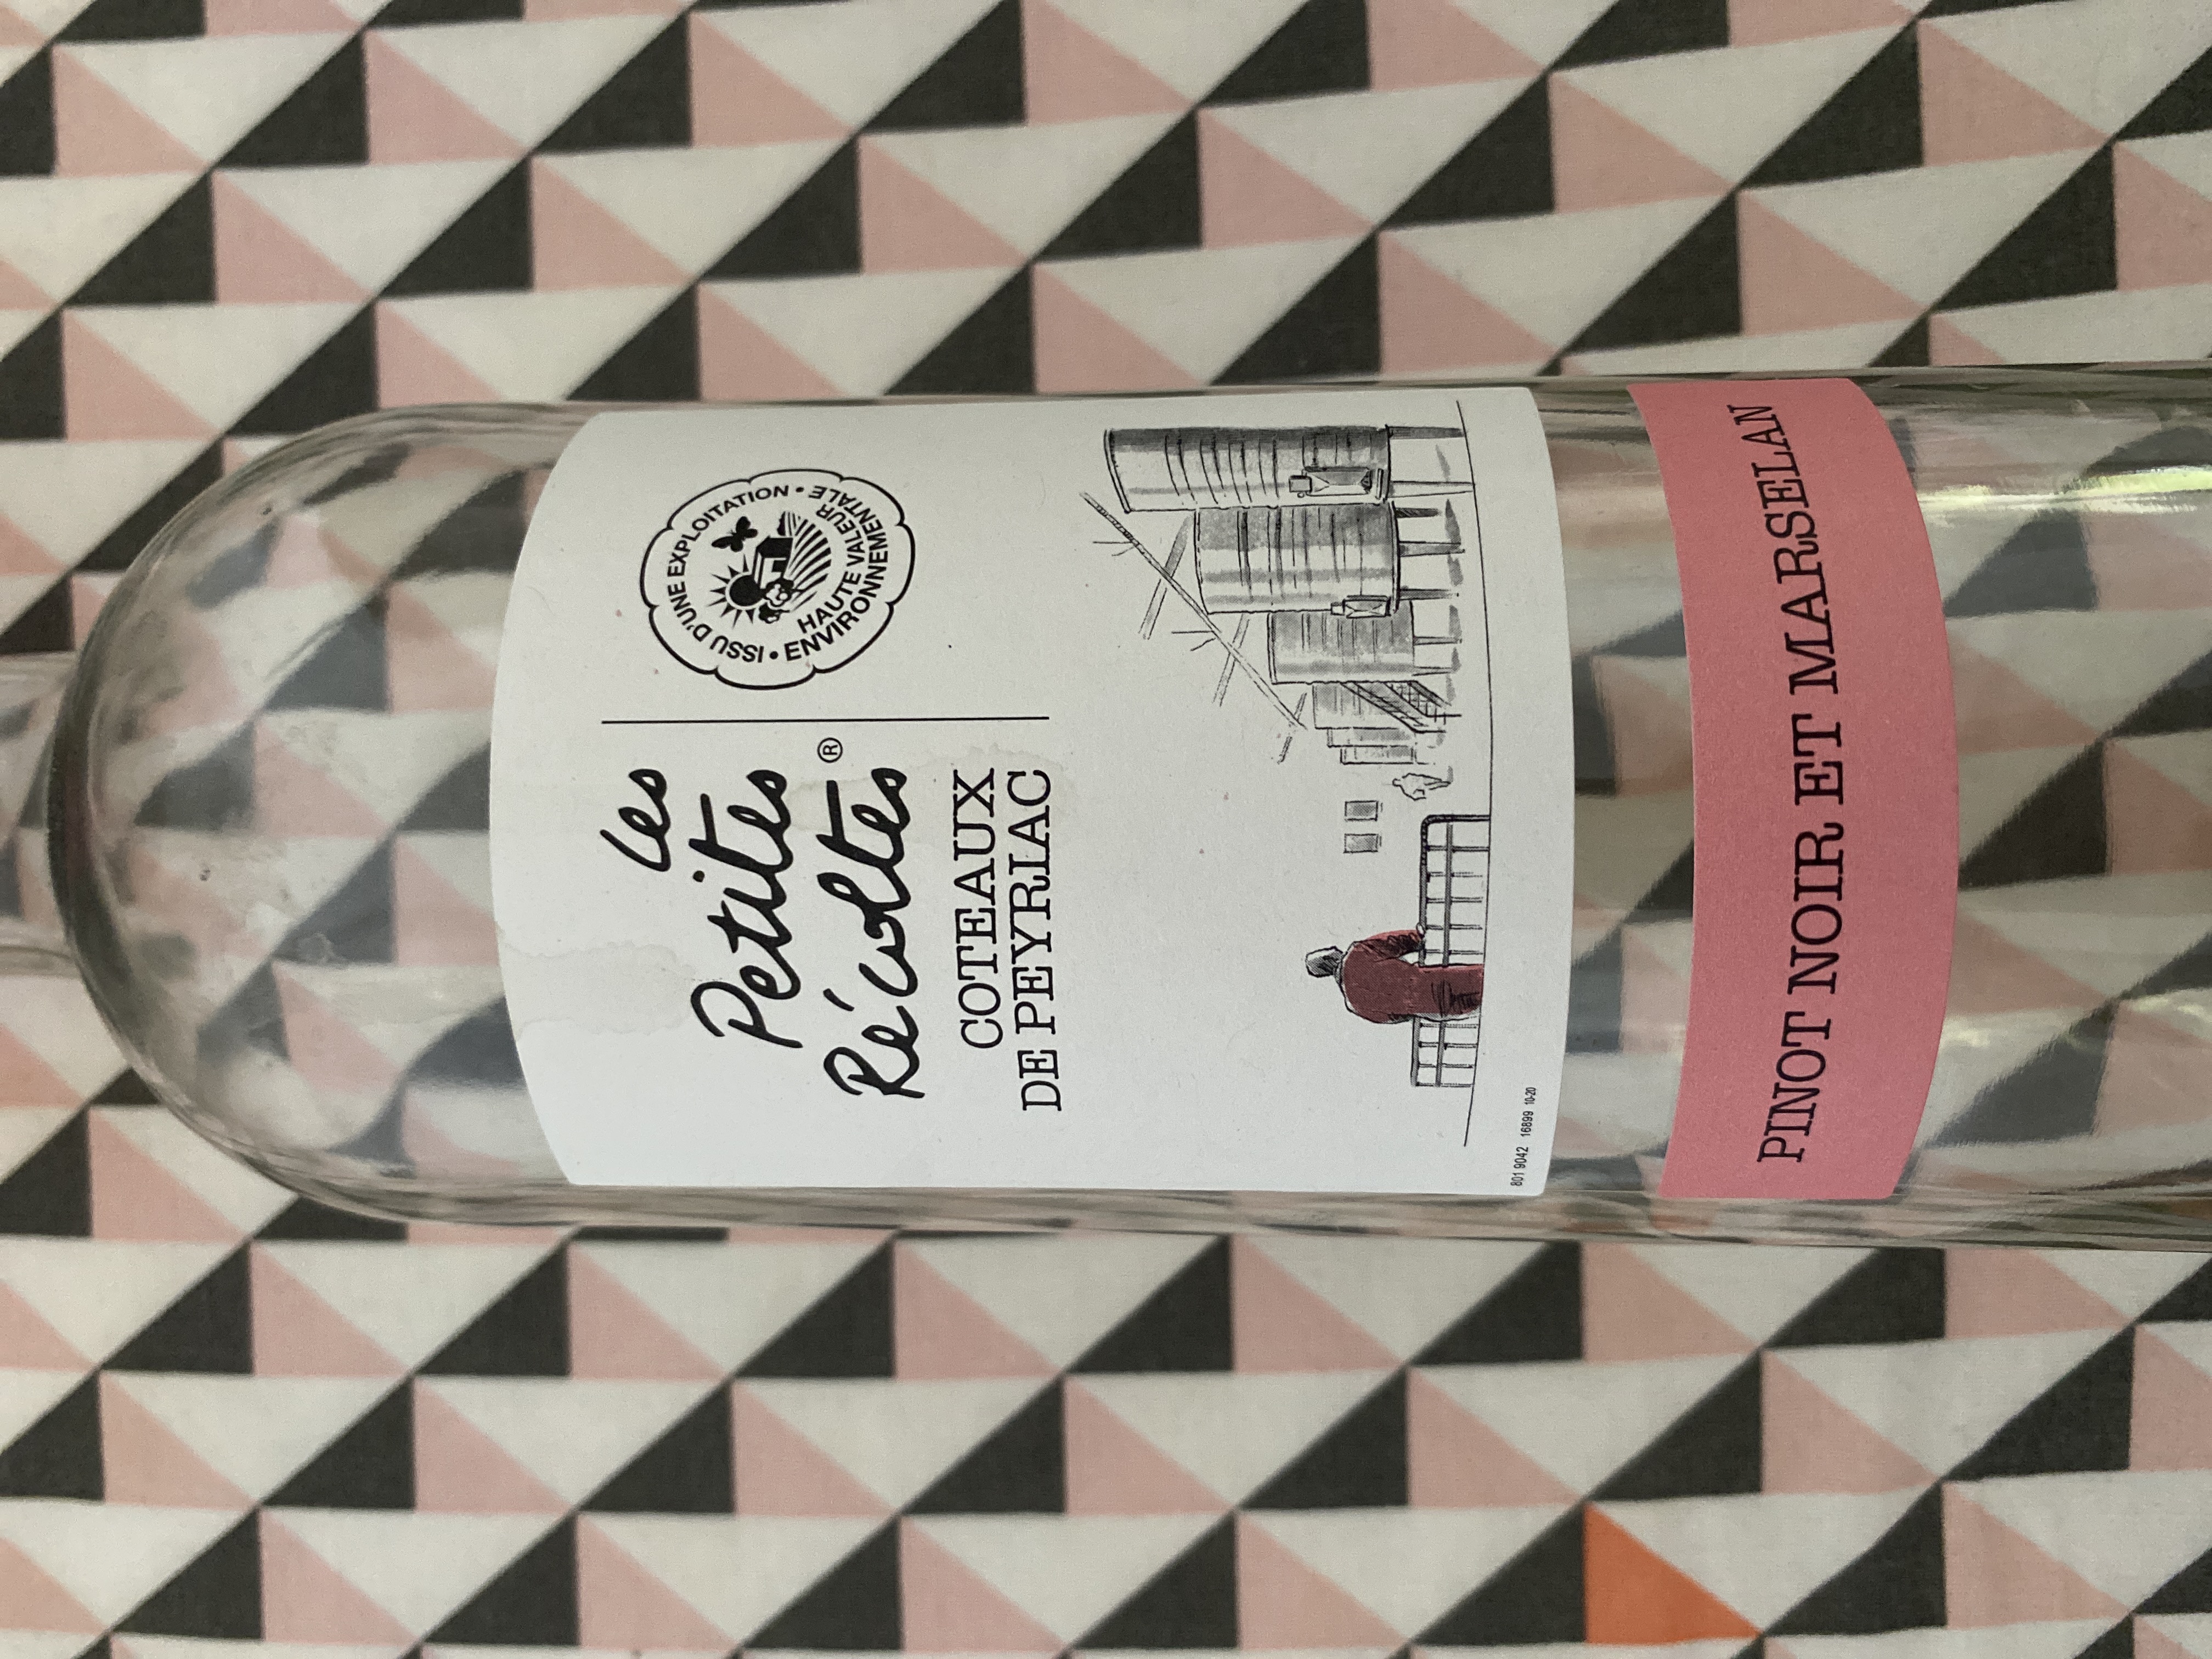 Les
Petites
Récoltes®
COTEAUX
DE PEYRIAC
• ISSU D'UNE EXPLOITATION •
HAUTE VALEUR
ENVIRONNEMENTALE
801 9042 16899 10-20
PINOT NOIR ET MARSELAN